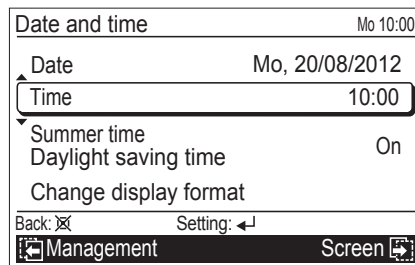 Date and time Mo 10:00
Date Mo, 20/08/2012
Time 10:00
Summer time
Daylight saving time On
Change display format
Back: Setting:
Management Screen